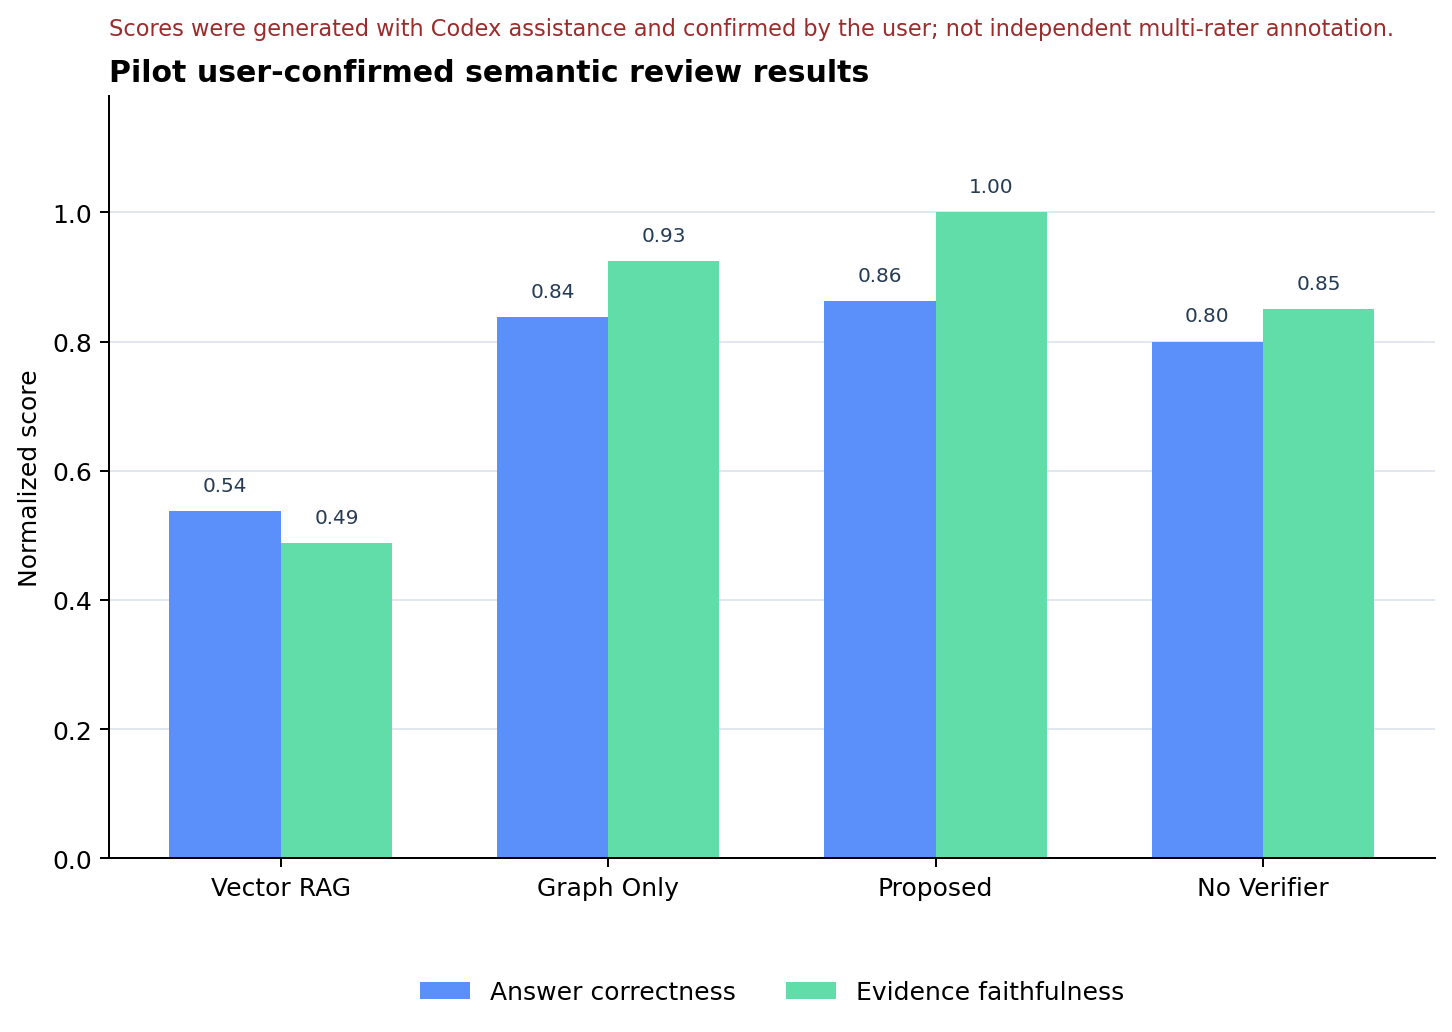 Scores were generated with Codex assistance and confirmed by the user; not independent multi-rater annotation.
Pilot user-confirmed semantic review results
Normalized score
1.0
0.8
0.6
0.4
0.2
0.0
0.54
0.49
0.84
0.93
0.86
1.00
0.80
0.85
Vector RAG
Graph Only
Proposed
No Verifier
Answer correctness
Evidence faithfulness